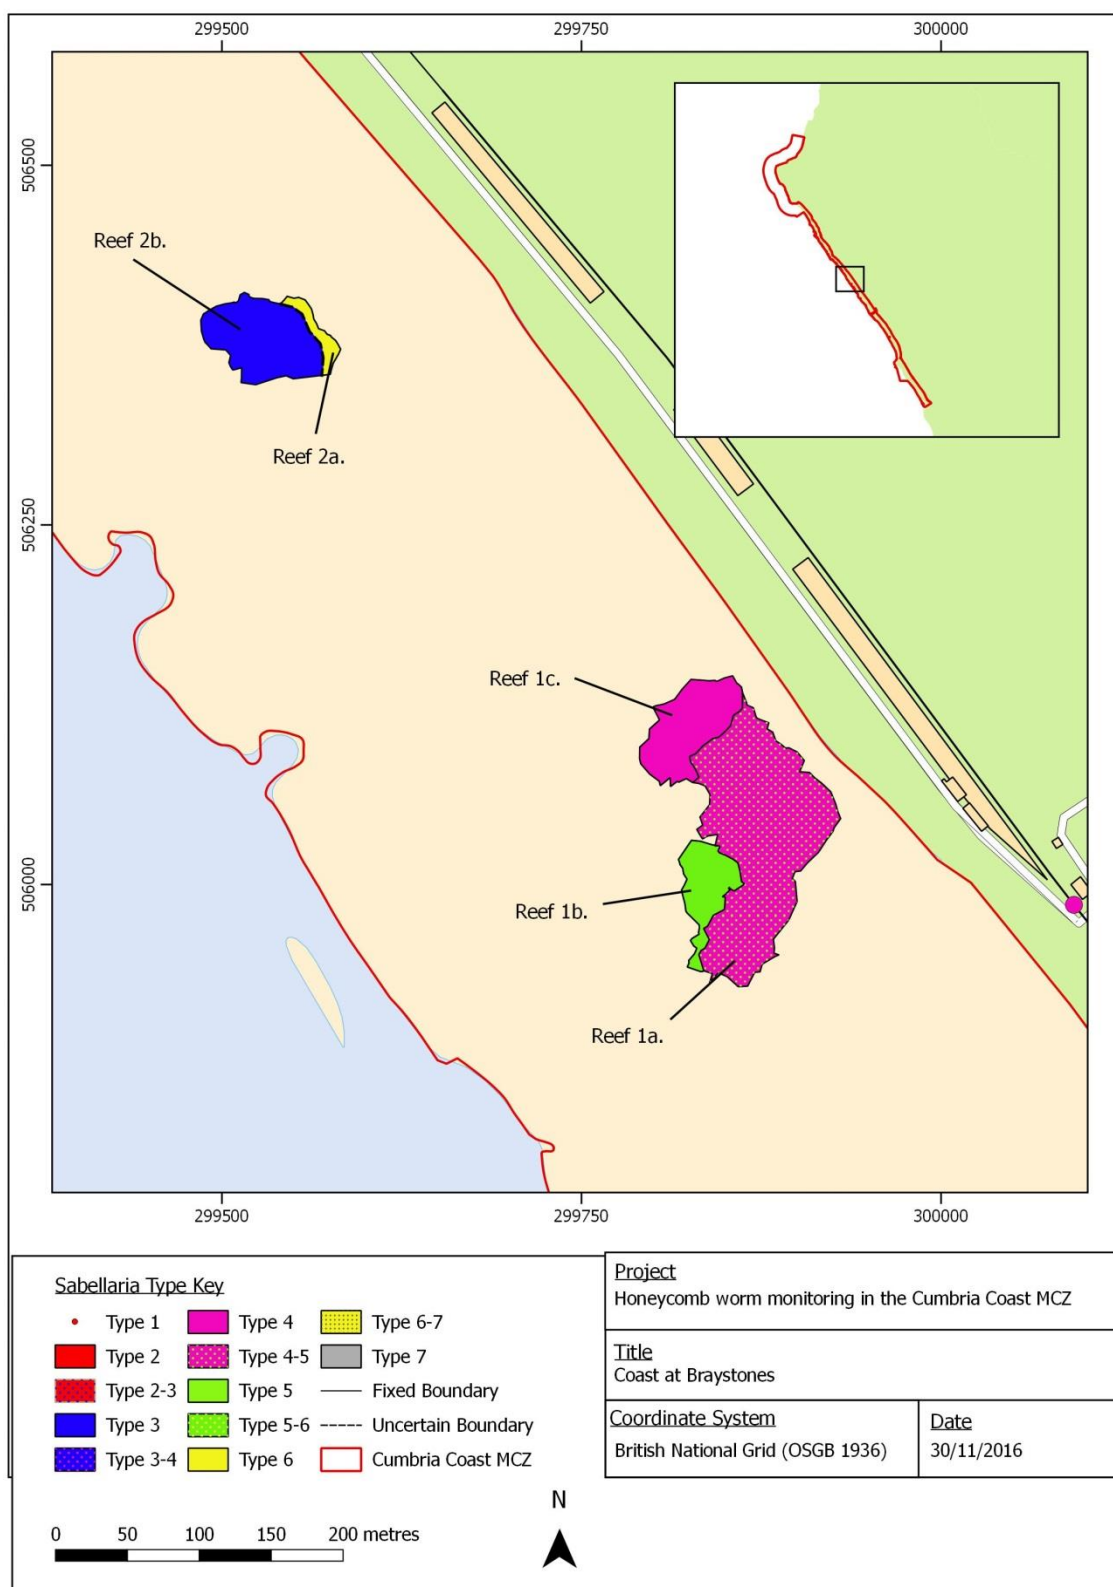 299500
299750
300000
506500
Reef 2b.
Reef 2a.
506250
Reef 1c.
506000
Reef 1b.
Reef 1a.
299500
299750
300000
Sabellaria Type Key
Type 1
Type 2
Type 2-3
Type 3
Type 3-4
Type 4
Type 4-5
Type 5
Type 5-6
Type 6
Type 6-7
Type 7
Fixed Boundary
Uncertain Boundary
Cumbria Coast MCZ
Project
Honeycomb worm monitoring in the Cumbria Coast MCZ
Title
Coast at Braystones
Coordinate System
British National Grid (OSGB 1936)
Date
30/11/2016
N
0 50 100 150 200 metres